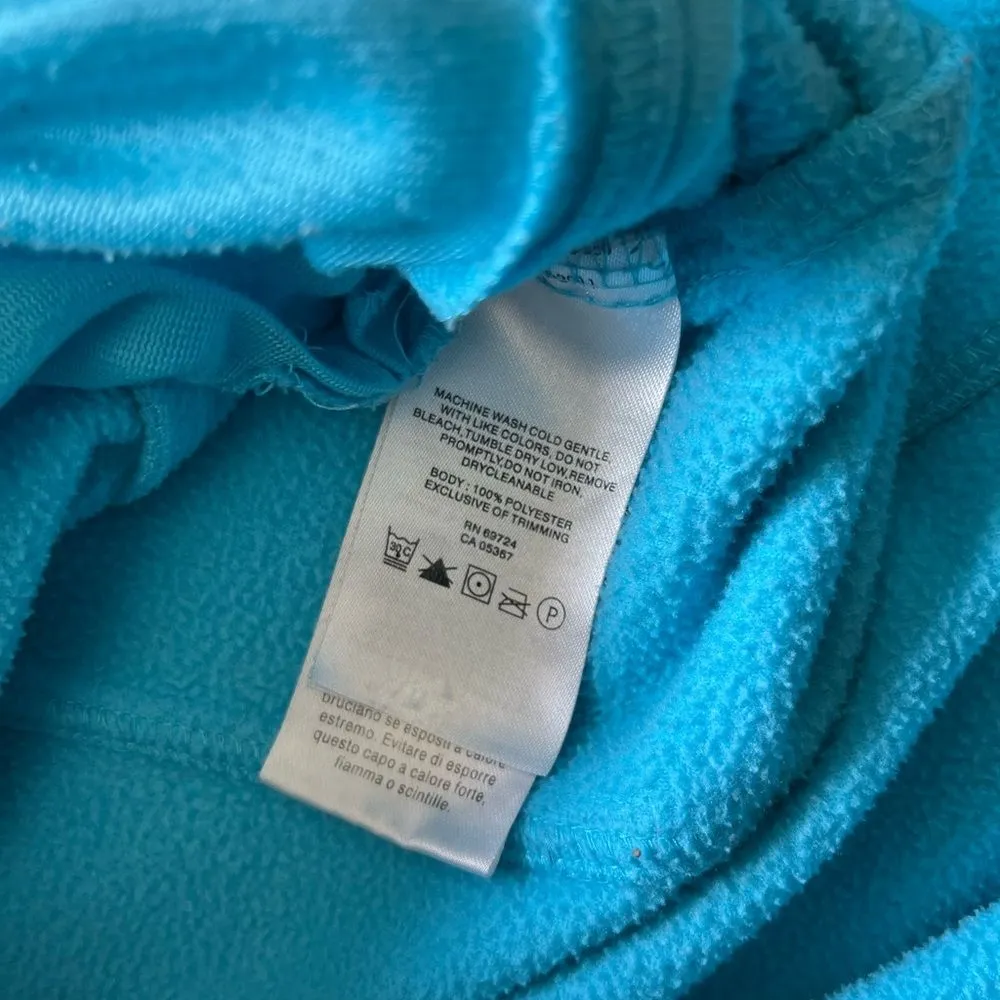 MACHINE WASH COLD GENTLE.
WITH LIKE COLORS, DO NOT
BLEACH,TUMBLE DRY LOW,REMOVE
PROMPTLY,DO NOT IRON,
DRYCLEANABLE
BODY : 100% POLYESTER
EXCLUSIVE OF TRIMMING
RN 69724
CA 05367
30C
P
bruciano se esposti a calore
estremo. Evitare di esporre
questo capo a calore forte,
fiamma o scintille.